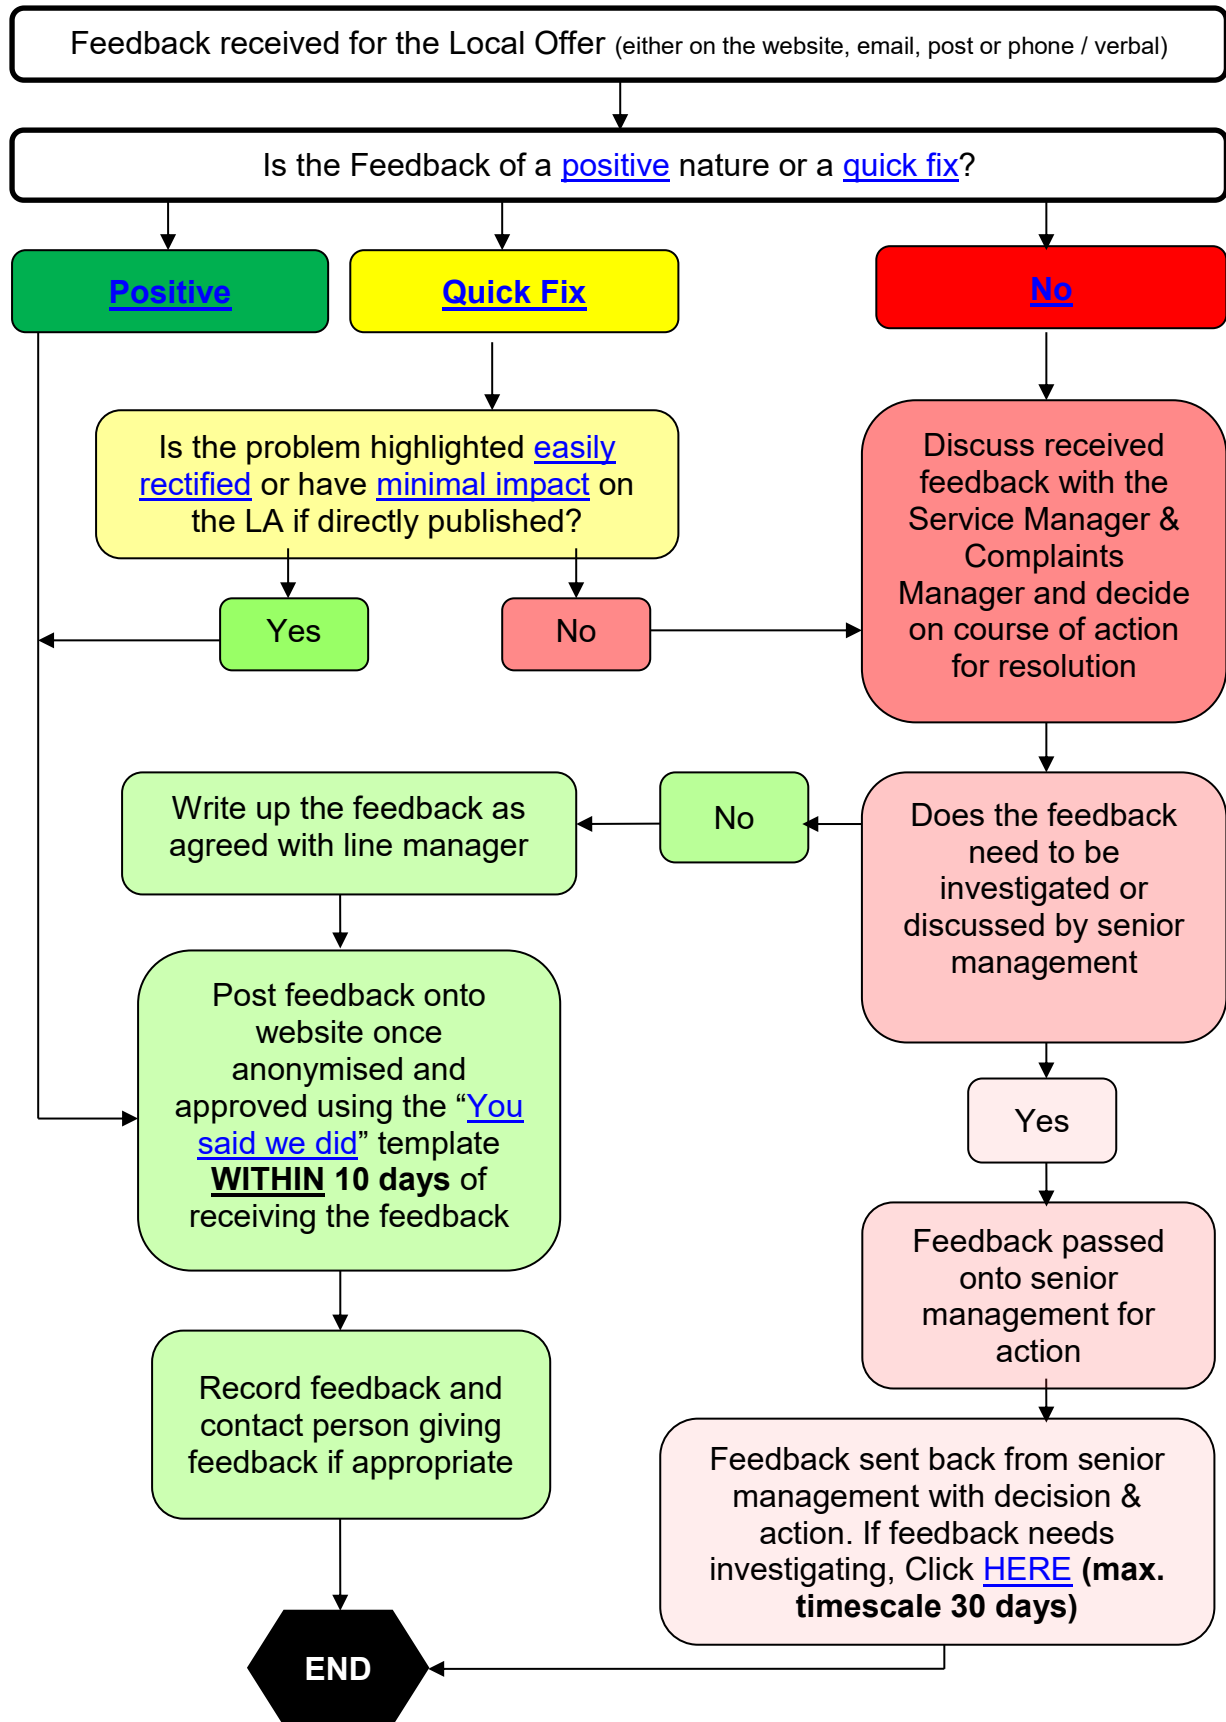 Feedback received for the Local Offer (either on the website, email, post or phone / verbal)
Is the Feedback of a positive nature or a quick fix?
Positive
Quick Fix
No
Is the problem highlighted easily
rectified or have minimal impact on
the LA if directly published?
Discuss received
feedback with the
Service Manager &
Complaints
Manager and decide
on course of action
for resolution
Yes
No
Write up the feedback as
agreed with line manager
No
Does the feedback
need to be
investigated or
discussed by senior
management
Post feedback onto
website once
anonymised and
approved using the “You
said we did” template
WITHIN 10 days of
receiving the feedback
Yes
Feedback passed
onto senior
management for
action
Record feedback and
contact person giving
feedback if appropriate
Feedback sent back from senior
management with decision &
action. If feedback needs
investigating, Click HERE (max.
timescale 30 days)
END